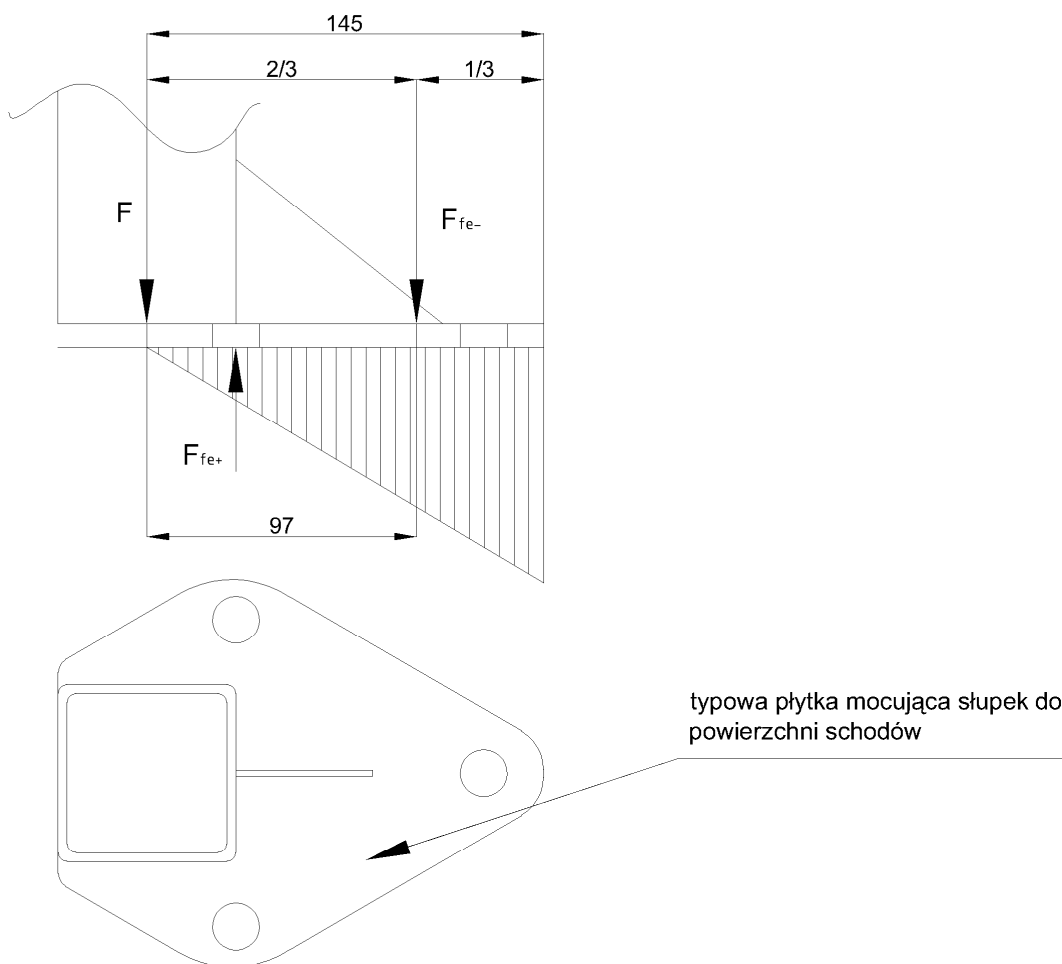 145
2/3 1/3
F
Ffe-
Ffe+
97
typowa płytka mocująca słupek do
powierzchni schodów